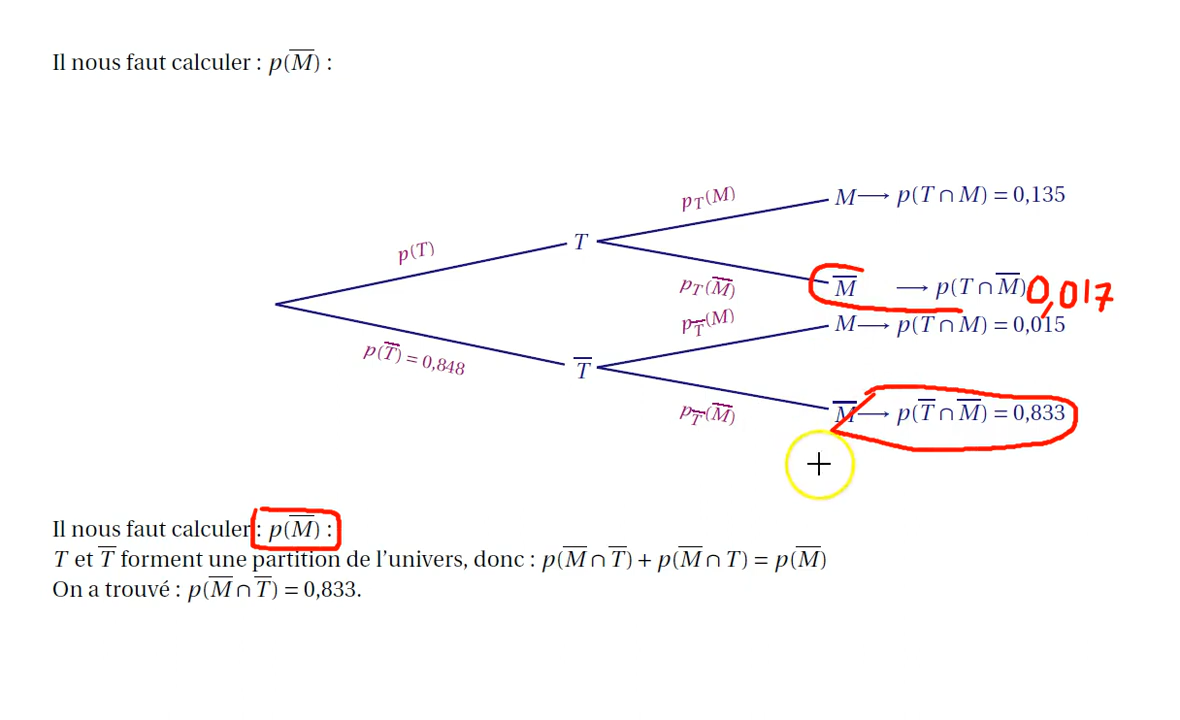 Il nous faut calculer : p(M̅) :
p_T(M)
M ⟶ p(T ∩ M) = 0,135
p(T)
T
p_T(M̅)
M̅ ⟶ p(T ∩ M̅) 0,017
p_T̅(M)
M ⟶ p(T ∩ M) = 0,015
p(T̅) = 0,848
T̅
p_T̅(M̅)
M̅ ⟶ p(T̅ ∩ M̅) = 0,833
Il nous faut calculer : p(M̅) :
T et T̅ forment une partition de l’univers, donc : p(M̅ ∩ T̅) + p(M̅ ∩ T) = p(M̅)
On a trouvé : p(M̅ ∩ T̅) = 0,833.